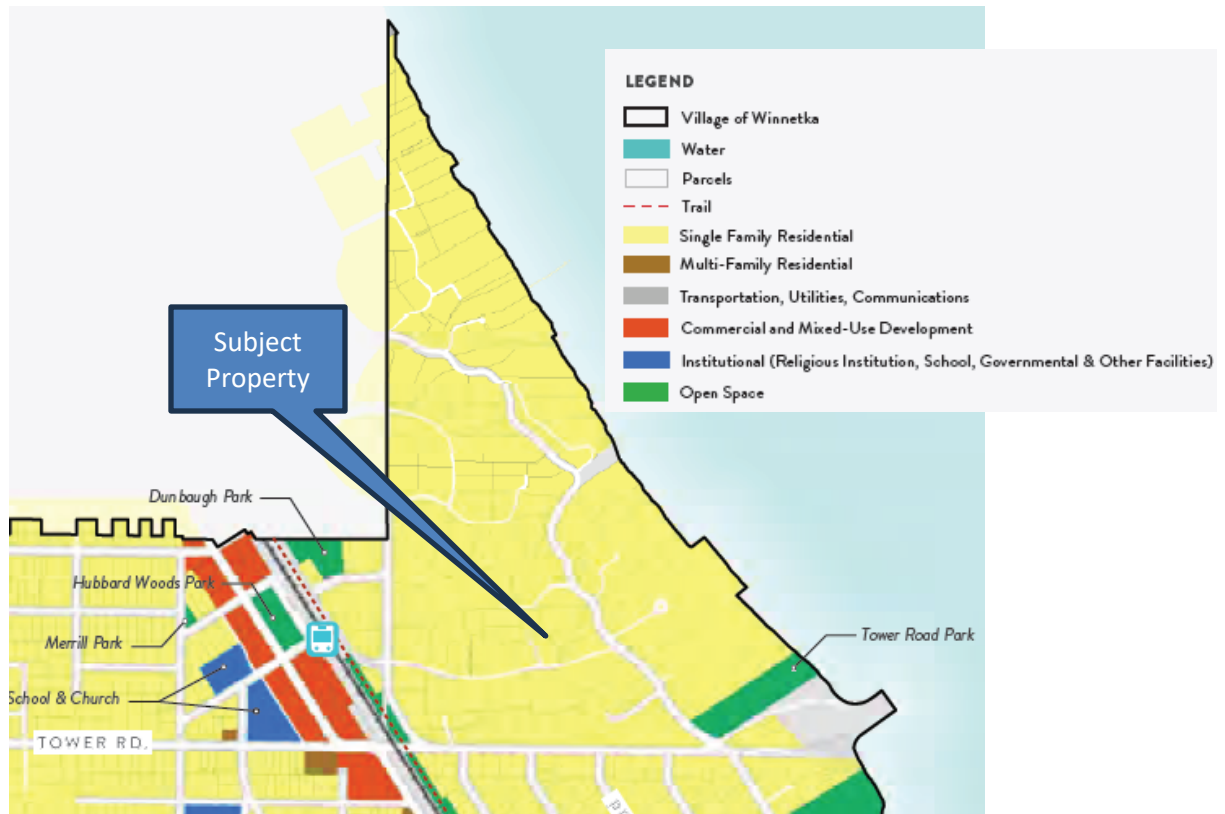 LEGEND
Village of Winnetka
Water
Parcels
Trail
Single Family Residential
Multi-Family Residential
Transportation, Utilities, Communications
Commercial and Mixed-Use Development
Institutional (Religious Institution, School, Governmental & Other Facilities)
Open Space
Subject
Property
Dunbaugh Park
Hubbard Woods Park
Merrill Park
School & Church
TOWER RD.
Tower Road Park